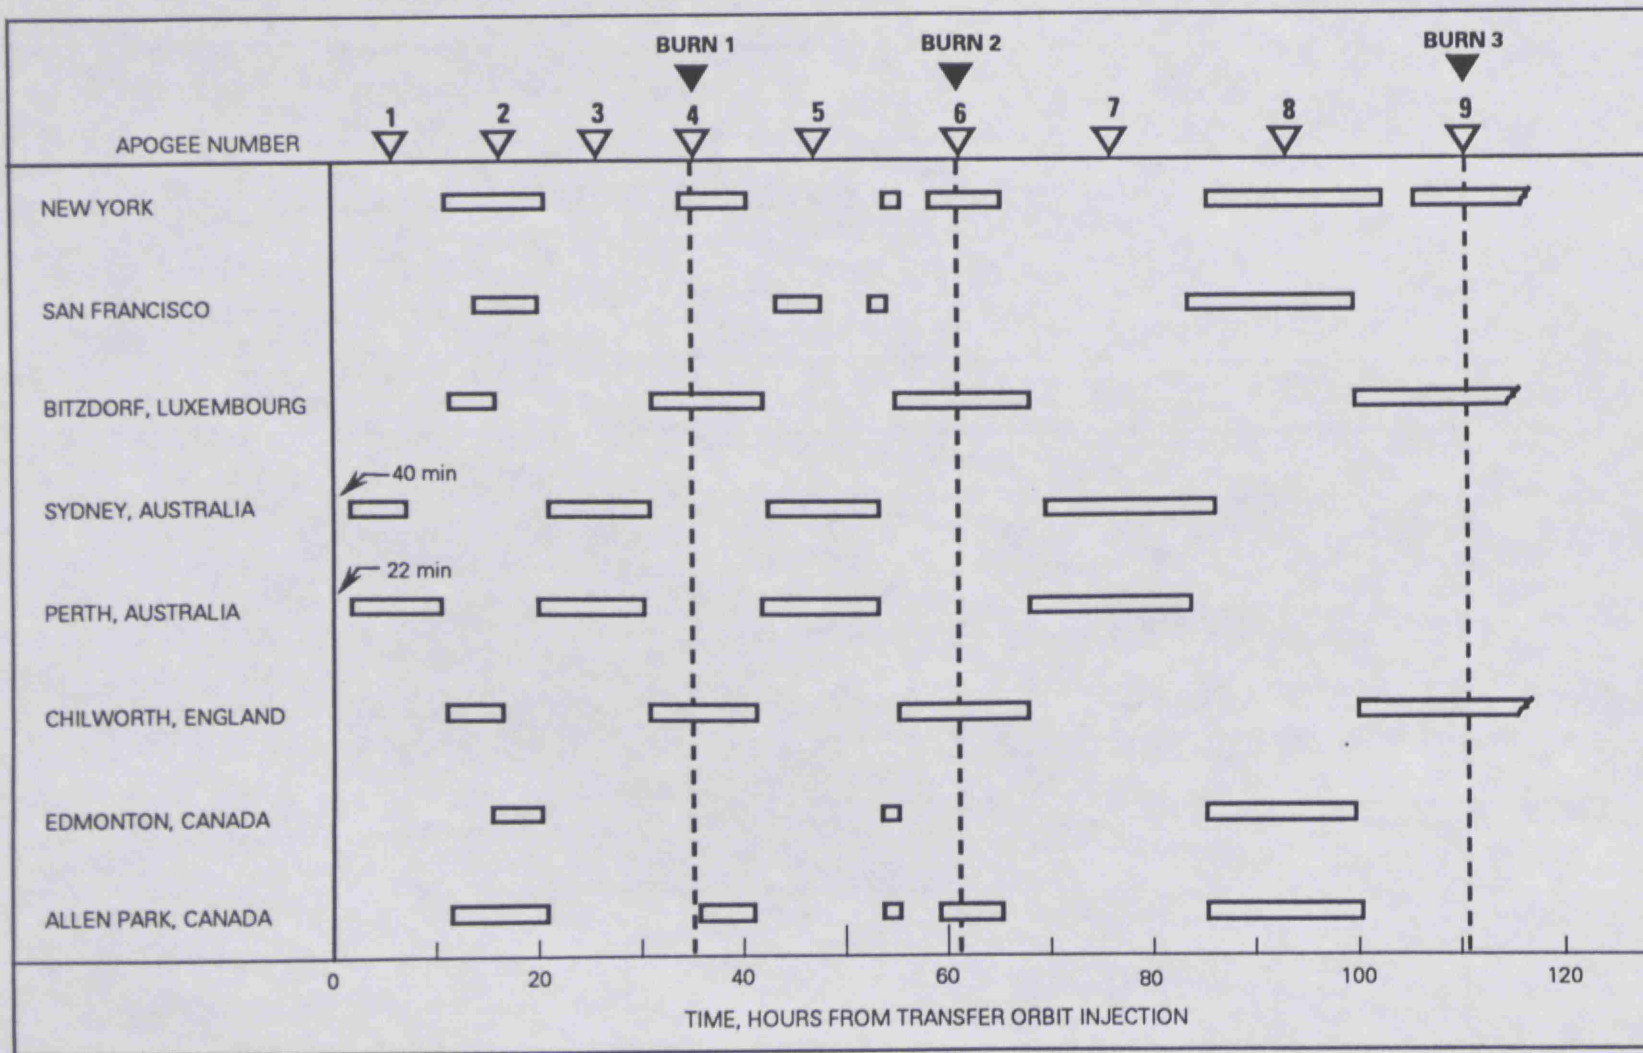 BURN 1 BURN 2 BURN 3
1 2 3 4 5 6 7 8 9
APOGEE NUMBER
NEW YORK
SAN FRANCISCO
BITZDORF, LUXEMBOURG
40 min
SYDNEY, AUSTRALIA
22 min
PERTH, AUSTRALIA
CHILWORTH, ENGLAND
EDMONTON, CANADA
ALLEN PARK, CANADA
0 20 40 60 80 100 120
TIME, HOURS FROM TRANSFER ORBIT INJECTION